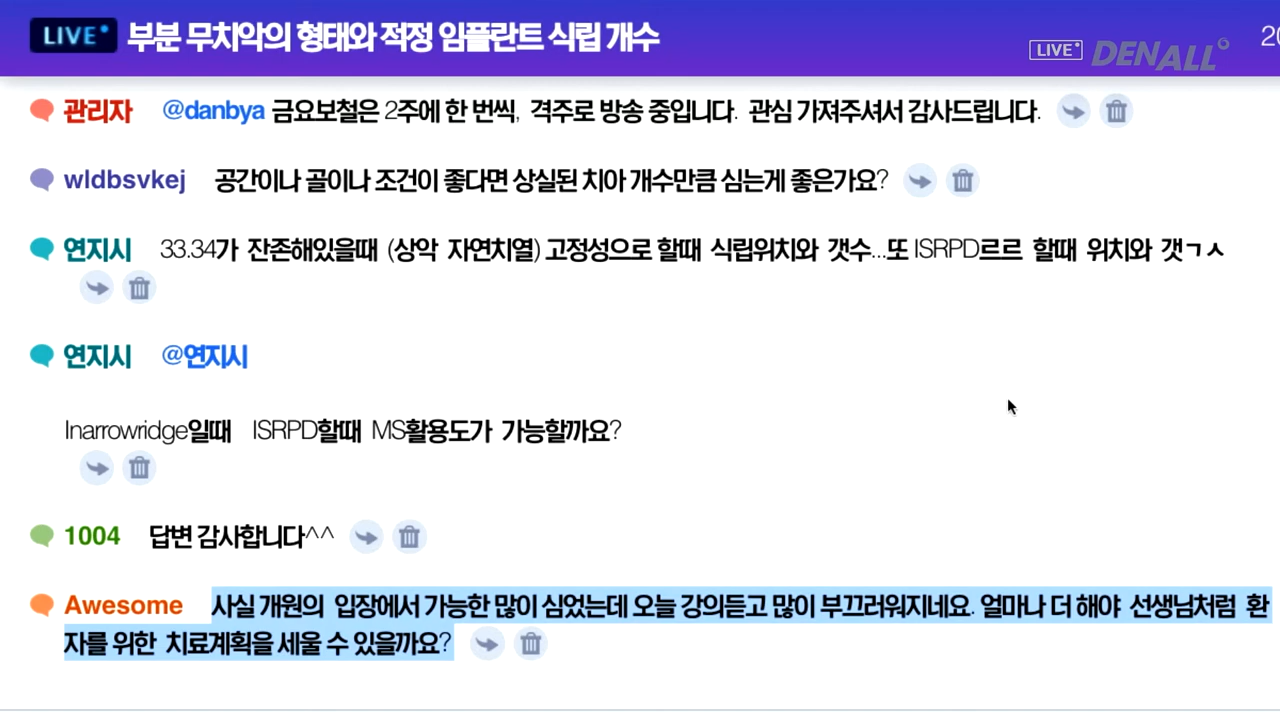 LIVE 부분 무치악의 형태와 적정 임플란트 식립 개수
LIVE DENALL
관리자 @danbya 금요보철은 2주에 한 번씩, 격주로 방송 중입니다. 관심 가져주셔서 감사드립니다.
wldbsvkej 공간이나 골이나 조건이 좋다면 상실된 치아 개수만큼 심는게 좋은가요?
연지시 33.34가 잔존해있을때 (상악 자연치열) 고정성으로 할때 식립위치와 갯수...또 ISRPD르르 할때 위치와 갯ㄱㅅ
연지시 @연지시
Inarrowridge일때 ISRPD할때 MS활용도가 가능할까요?
1004 답변 감사합니다^^
Awesome 사실 개원의 입장에서 가능한 많이 심었는데 오늘 강의듣고 많이 부끄러워지네요. 얼마나 더 해야 선생님처럼 환
자를 위한 치료계획을 세울 수 있을까요?